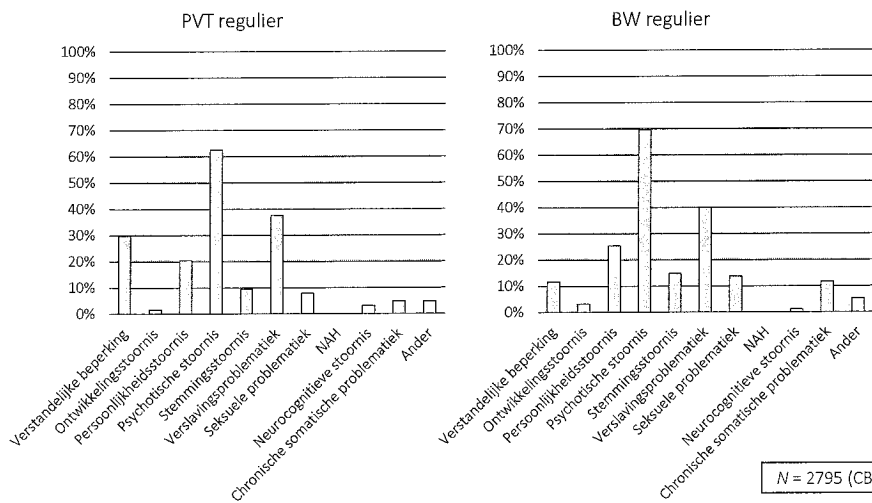 PVT regulier
100%
90%
80%
70%
60%
50%
40%
30%
20%
10%
0%
Verstandelijke beperking
Ontwikkelingsstoornis
Persoonlijkheidsstoornis
Psychotische stoornis
Stemmingsstoornis
Verslavingsproblematiek
Seksuele problematiek
NAH
Neurocognitieve stoornis
Chronische somatische problematiek
Ander
BW regulier
100%
90%
80%
70%
60%
50%
40%
30%
20%
10%
0%
Verstandelijke beperking
Ontwikkelingsstoornis
Persoonlijkheidsstoornis
Psychotische stoornis
Stemmingsstoornis
Verslavingsproblematiek
Seksuele problematiek
NAH
Neurocognitieve stoornis
Chronische somatische problematiek
Ander
N = 2795 (CB